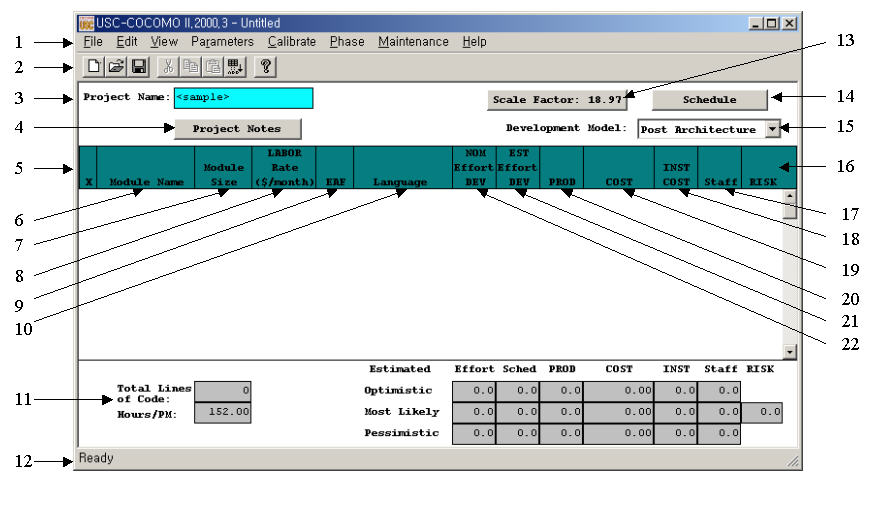 USC-COCOMO II,2000,3 - Untitled
1 File Edit View Parameters Calibrate Phase Maintenance Help 13
2
3 Project Name: <sample> Scale Factor: 18.97 Schedule 14
4 Project Notes Development Model: Post Architecture 15
5 X Module Name Module Size LABOR Rate ($/month) EAF Language NOM Effort DEV EST Effort DEV PROD COST INST COST Staff RISK 16
6 17
7 18
8 19
9 20
10 21
22
Estimated Effort Sched PROD COST INST Staff RISK
11 Total Lines of Code: 0 Optimistic 0.0 0.0 0.0 0.00 0.0 0.0
Hours/PM: 152.00 Most Likely 0.0 0.0 0.0 0.00 0.0 0.0 0.0
Pessimistic 0.0 0.0 0.0 0.00 0.0 0.0
12 Ready